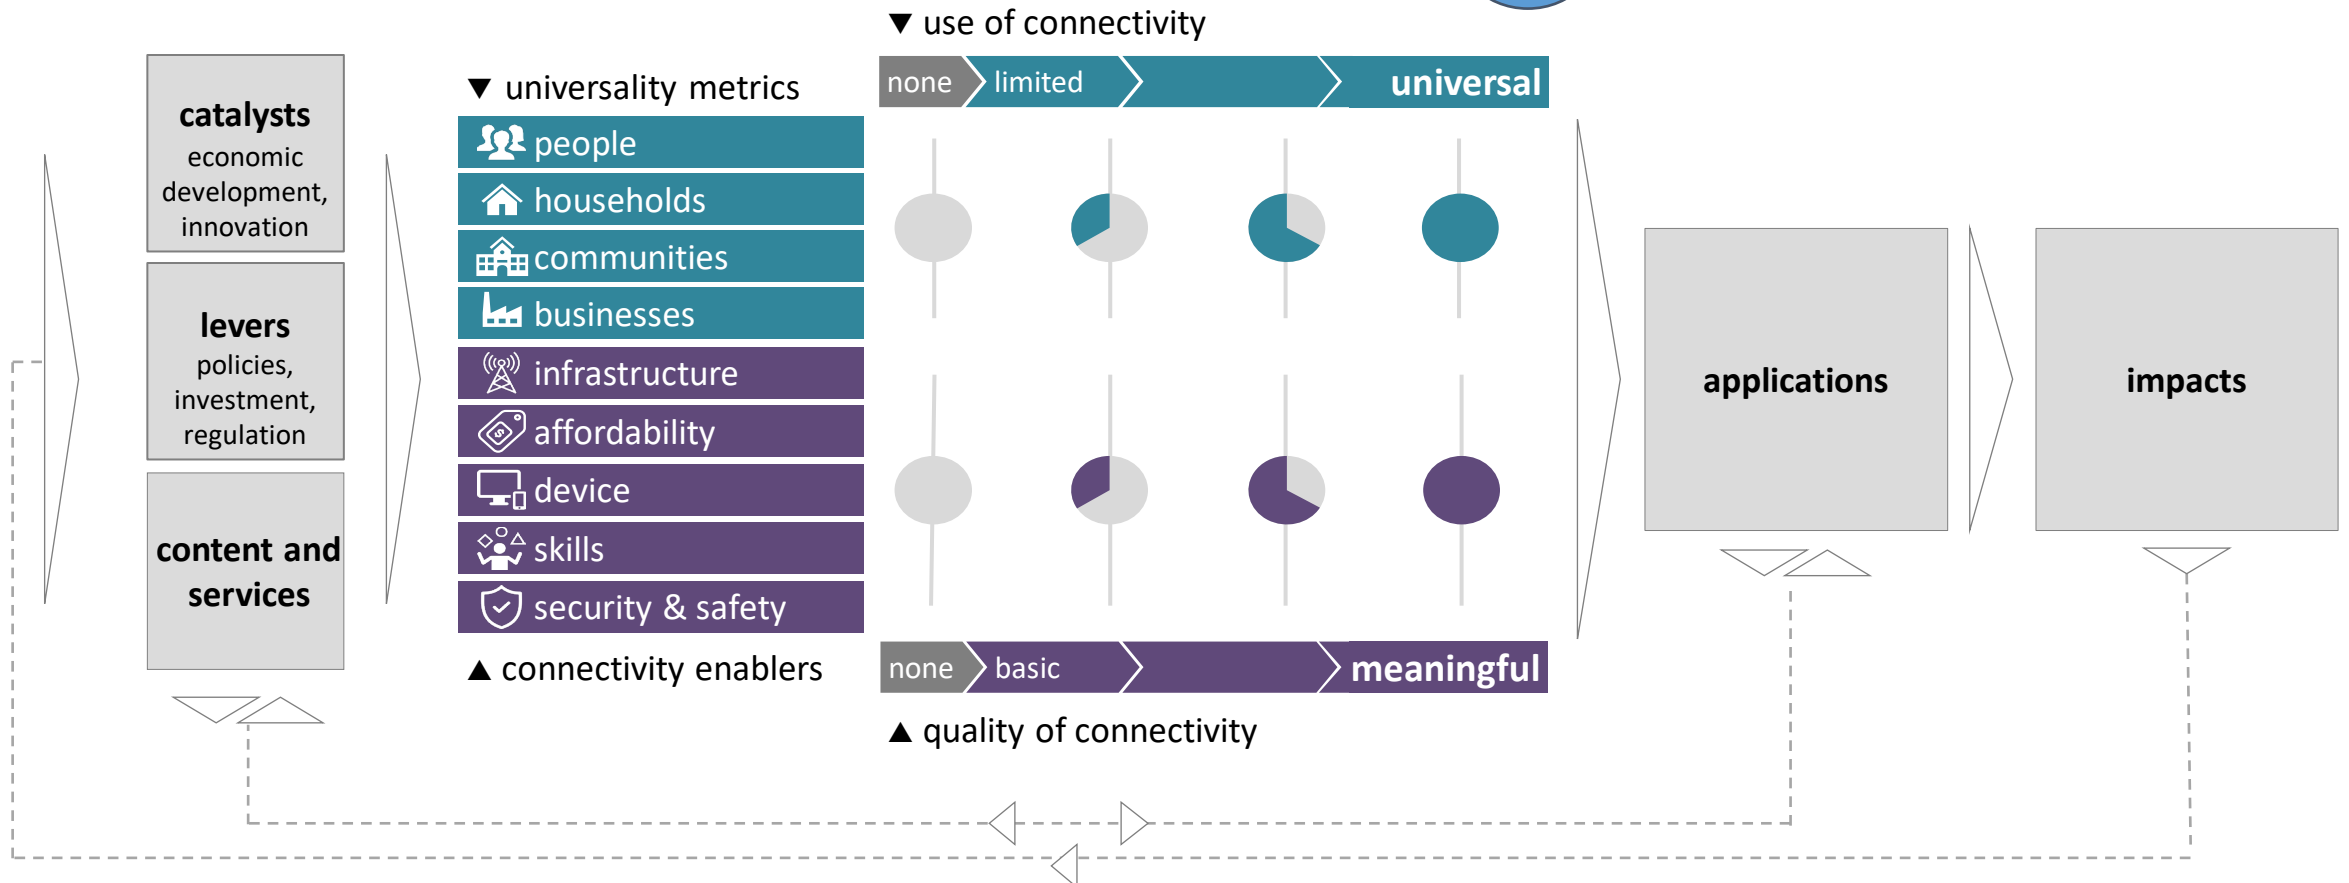 catalysts
economic
development,
innovation
levers
policies,
investment,
regulation
content and
services
▼ universality metrics
people
households
communities
businesses
infrastructure
affordability
device
skills
security & safety
▲ connectivity enablers
▼ use of connectivity
none limited universal
none basic meaningful
▲ quality of connectivity
applications
impacts